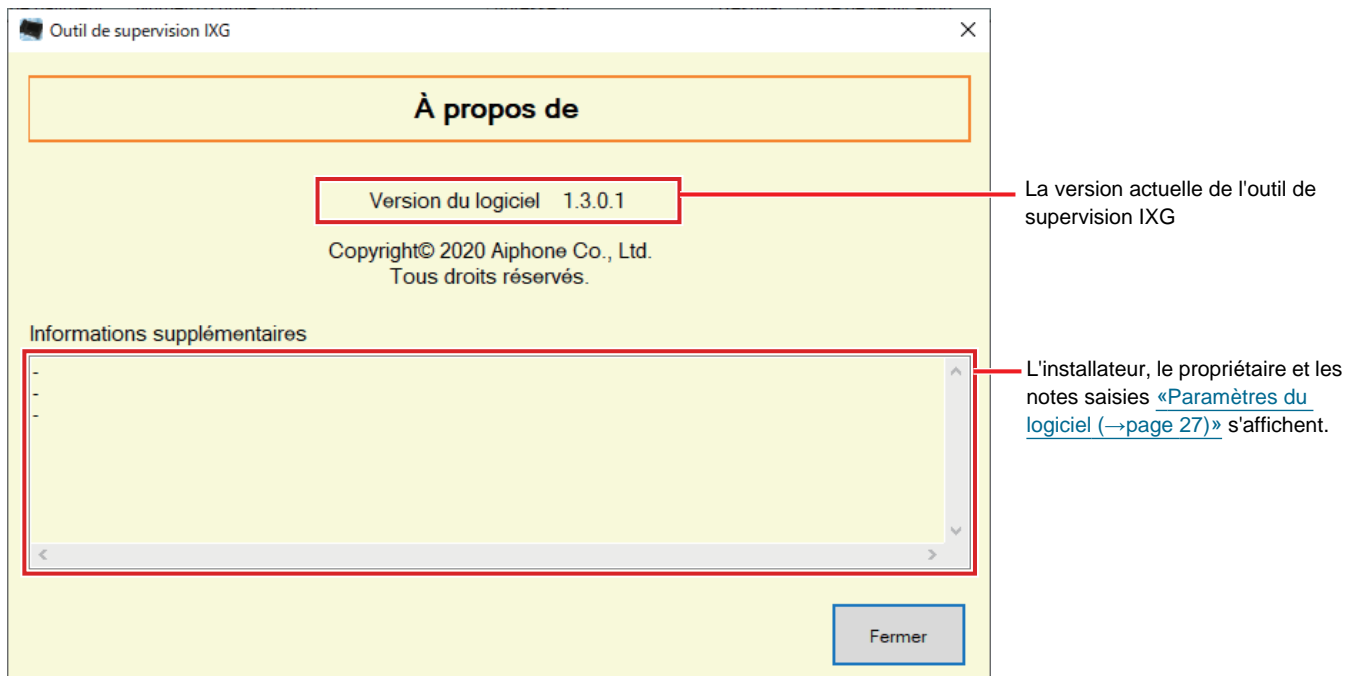 Outil de supervision IXG
À propos de
Version du logiciel 1.3.0.1
Copyright© 2020 Aiphone Co., Ltd.
Tous droits réservés.
Informations supplémentaires
-
-
-
Fermer
La version actuelle de l'outil de
supervision IXG
L'installateur, le propriétaire et les
notes saisies «Paramètres du
logiciel (→page 27)» s'affichent.